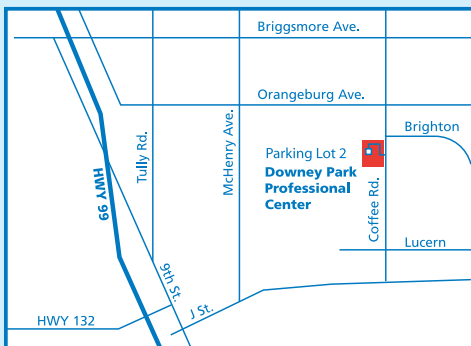 Briggsmore Ave.
Orangeburg Ave.
Brighton
Tully Rd.
McHenry Ave.
Parking Lot 2
Downey Park
Professional
Center
Coffee Rd.
HWY 99
Lucern
9th St.
J St.
HWY 132